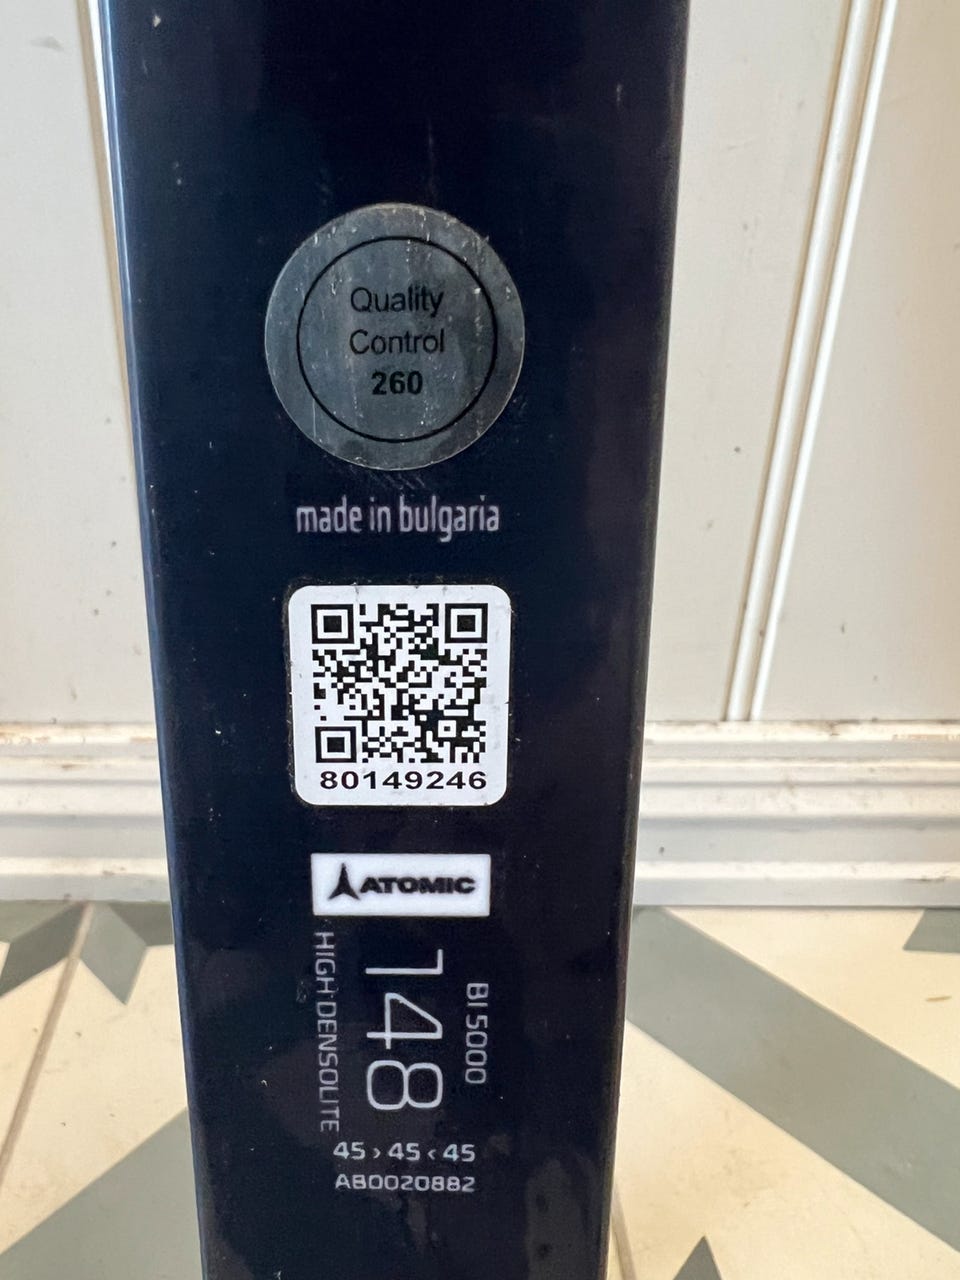 Quality
Control
260
made in bulgaria
80149246
ATOMIC
BI 5000
148
HIGH DENSOLITE
45 › 45 ‹ 45
AB0020882